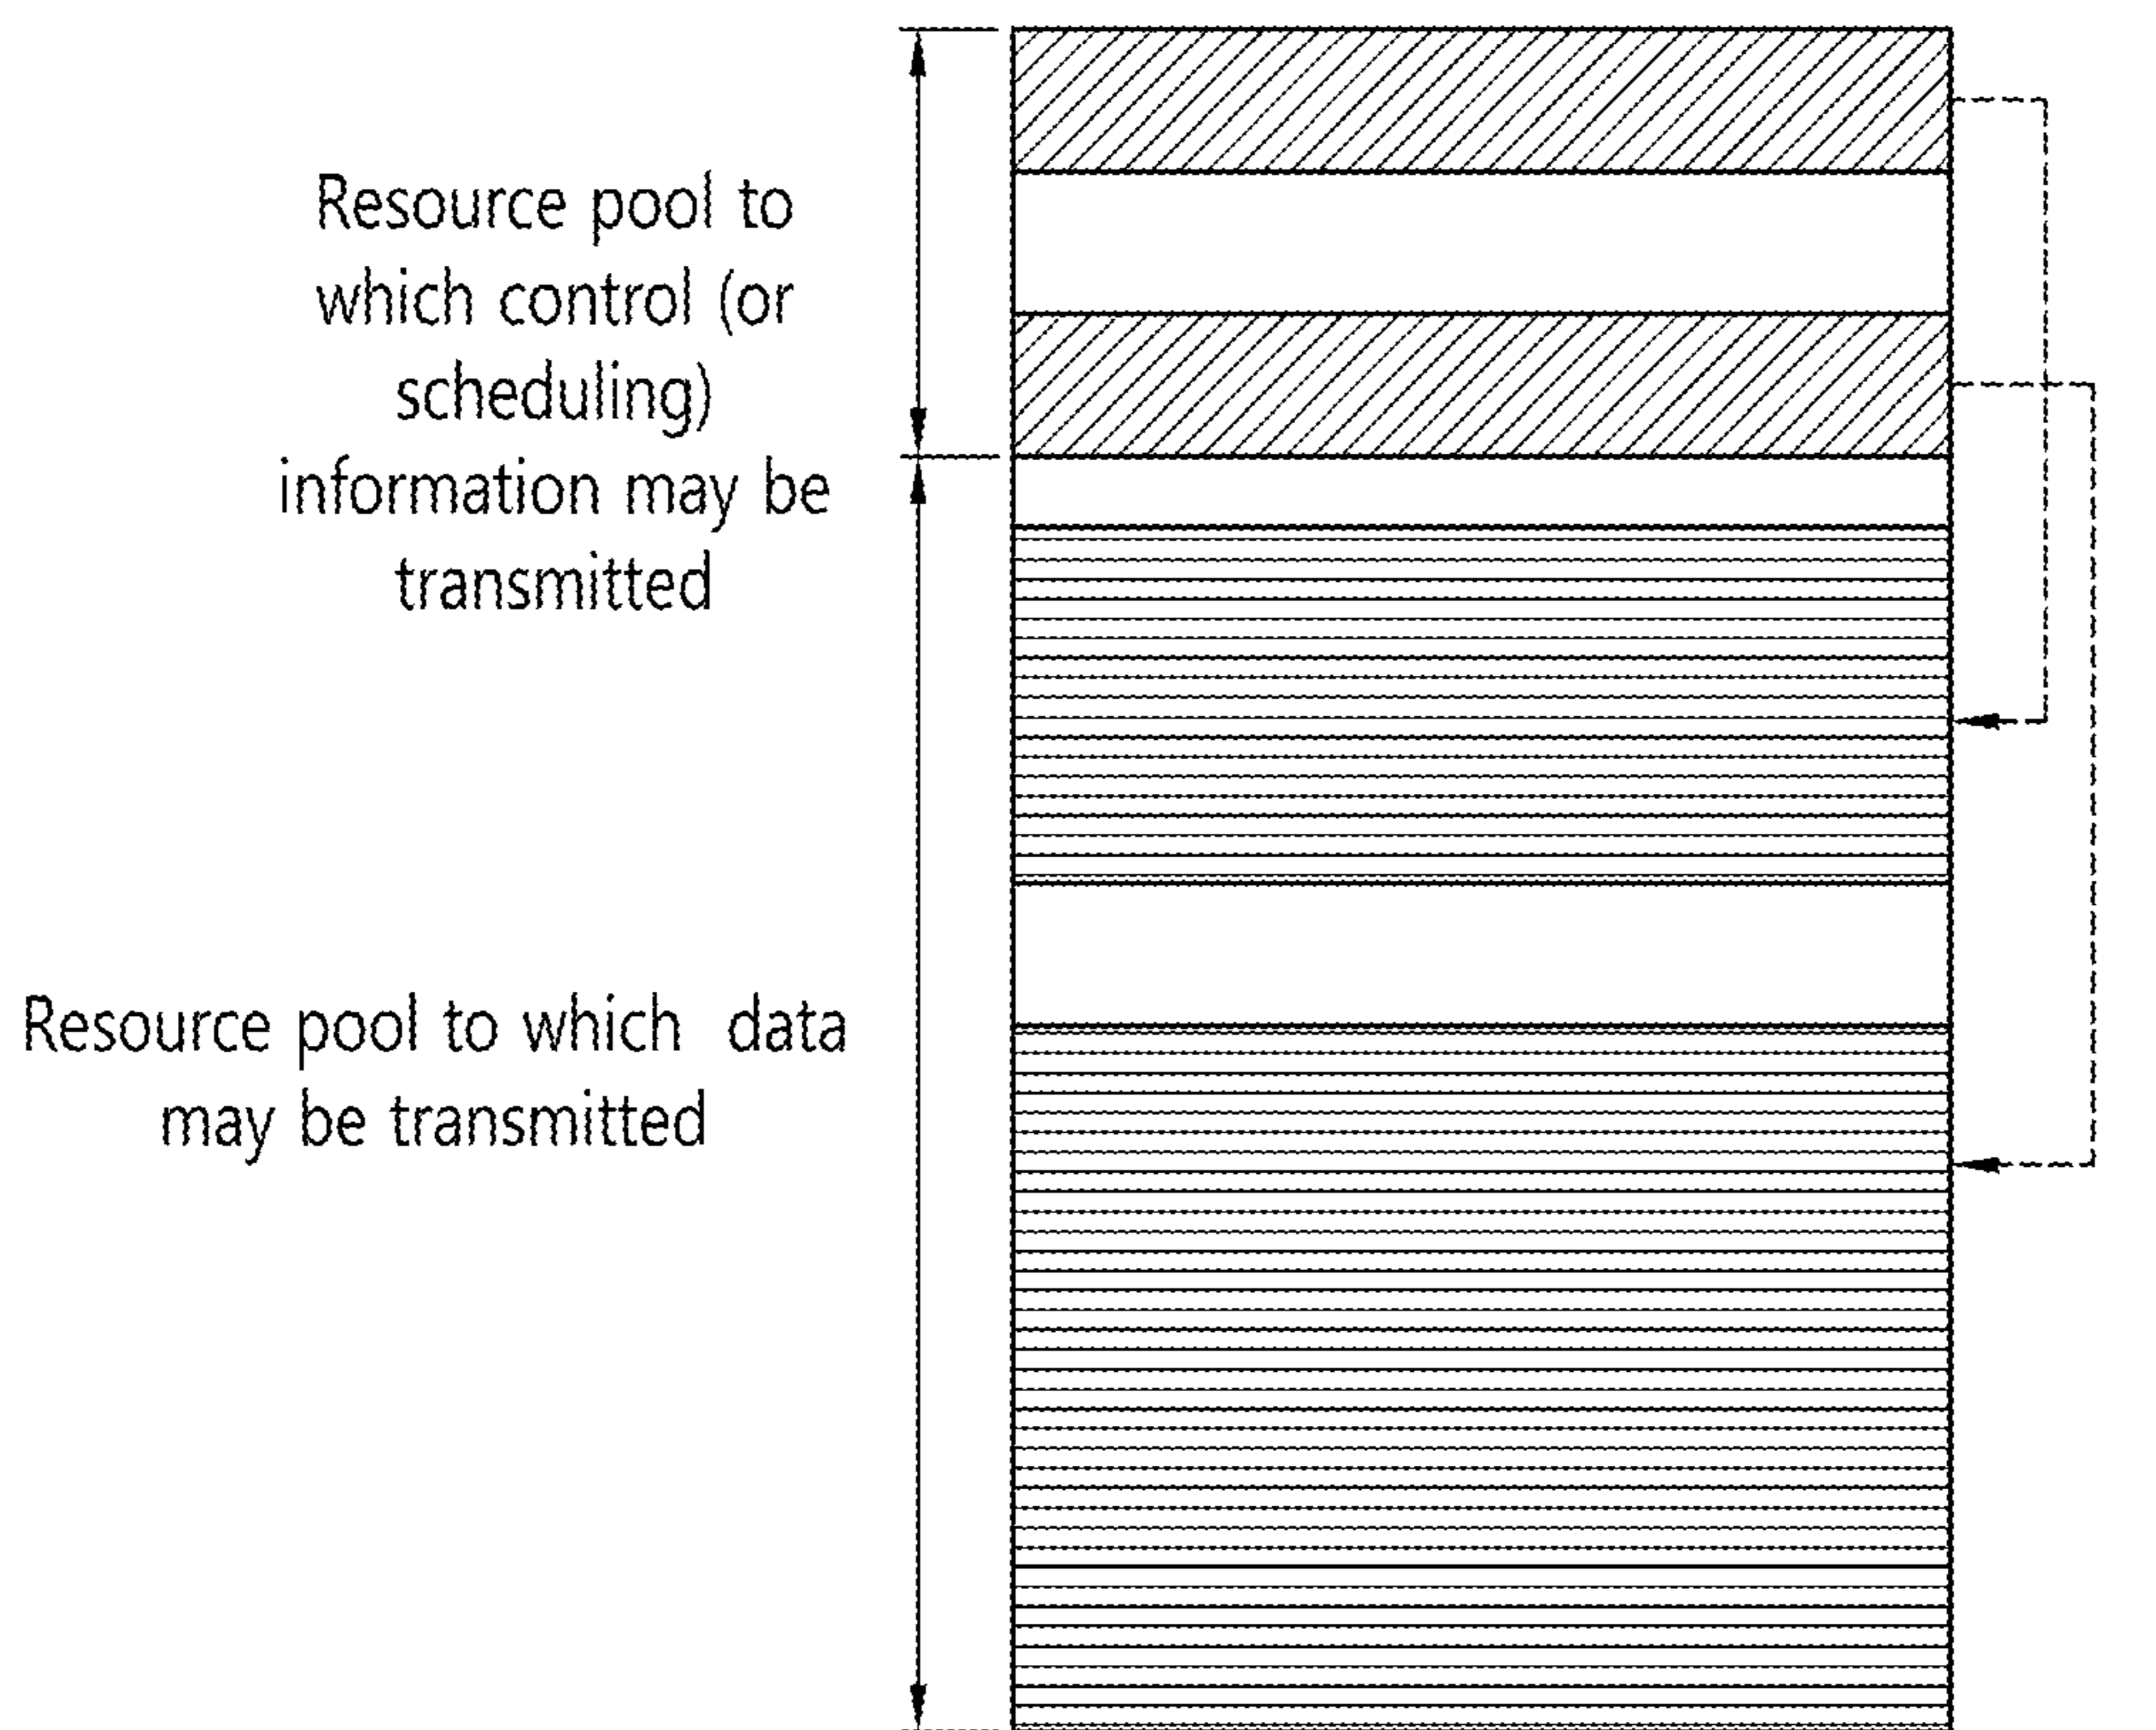 Resource pool to
which control (or
scheduling)
information may be
transmitted
Resource pool to which data
may be transmitted